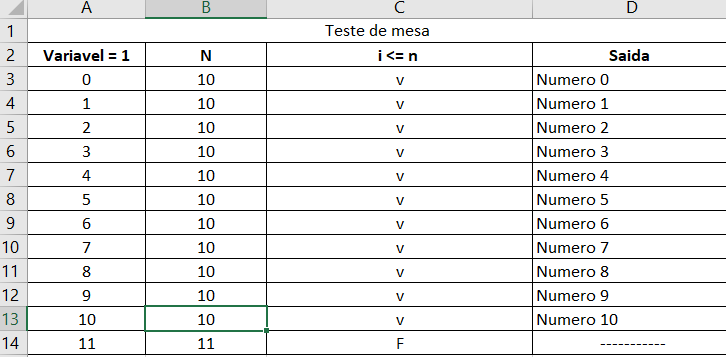 A B C D
1 Teste de mesa
2 Variavel = 1 N i <= n Saida
3 0 10 v Numero 0
4 1 10 v Numero 1
5 2 10 v Numero 2
6 3 10 v Numero 3
7 4 10 v Numero 4
8 5 10 v Numero 5
9 6 10 v Numero 6
10 7 10 v Numero 7
11 8 10 v Numero 8
12 9 10 v Numero 9
13 10 10 v Numero 10
14 11 11 F -----------